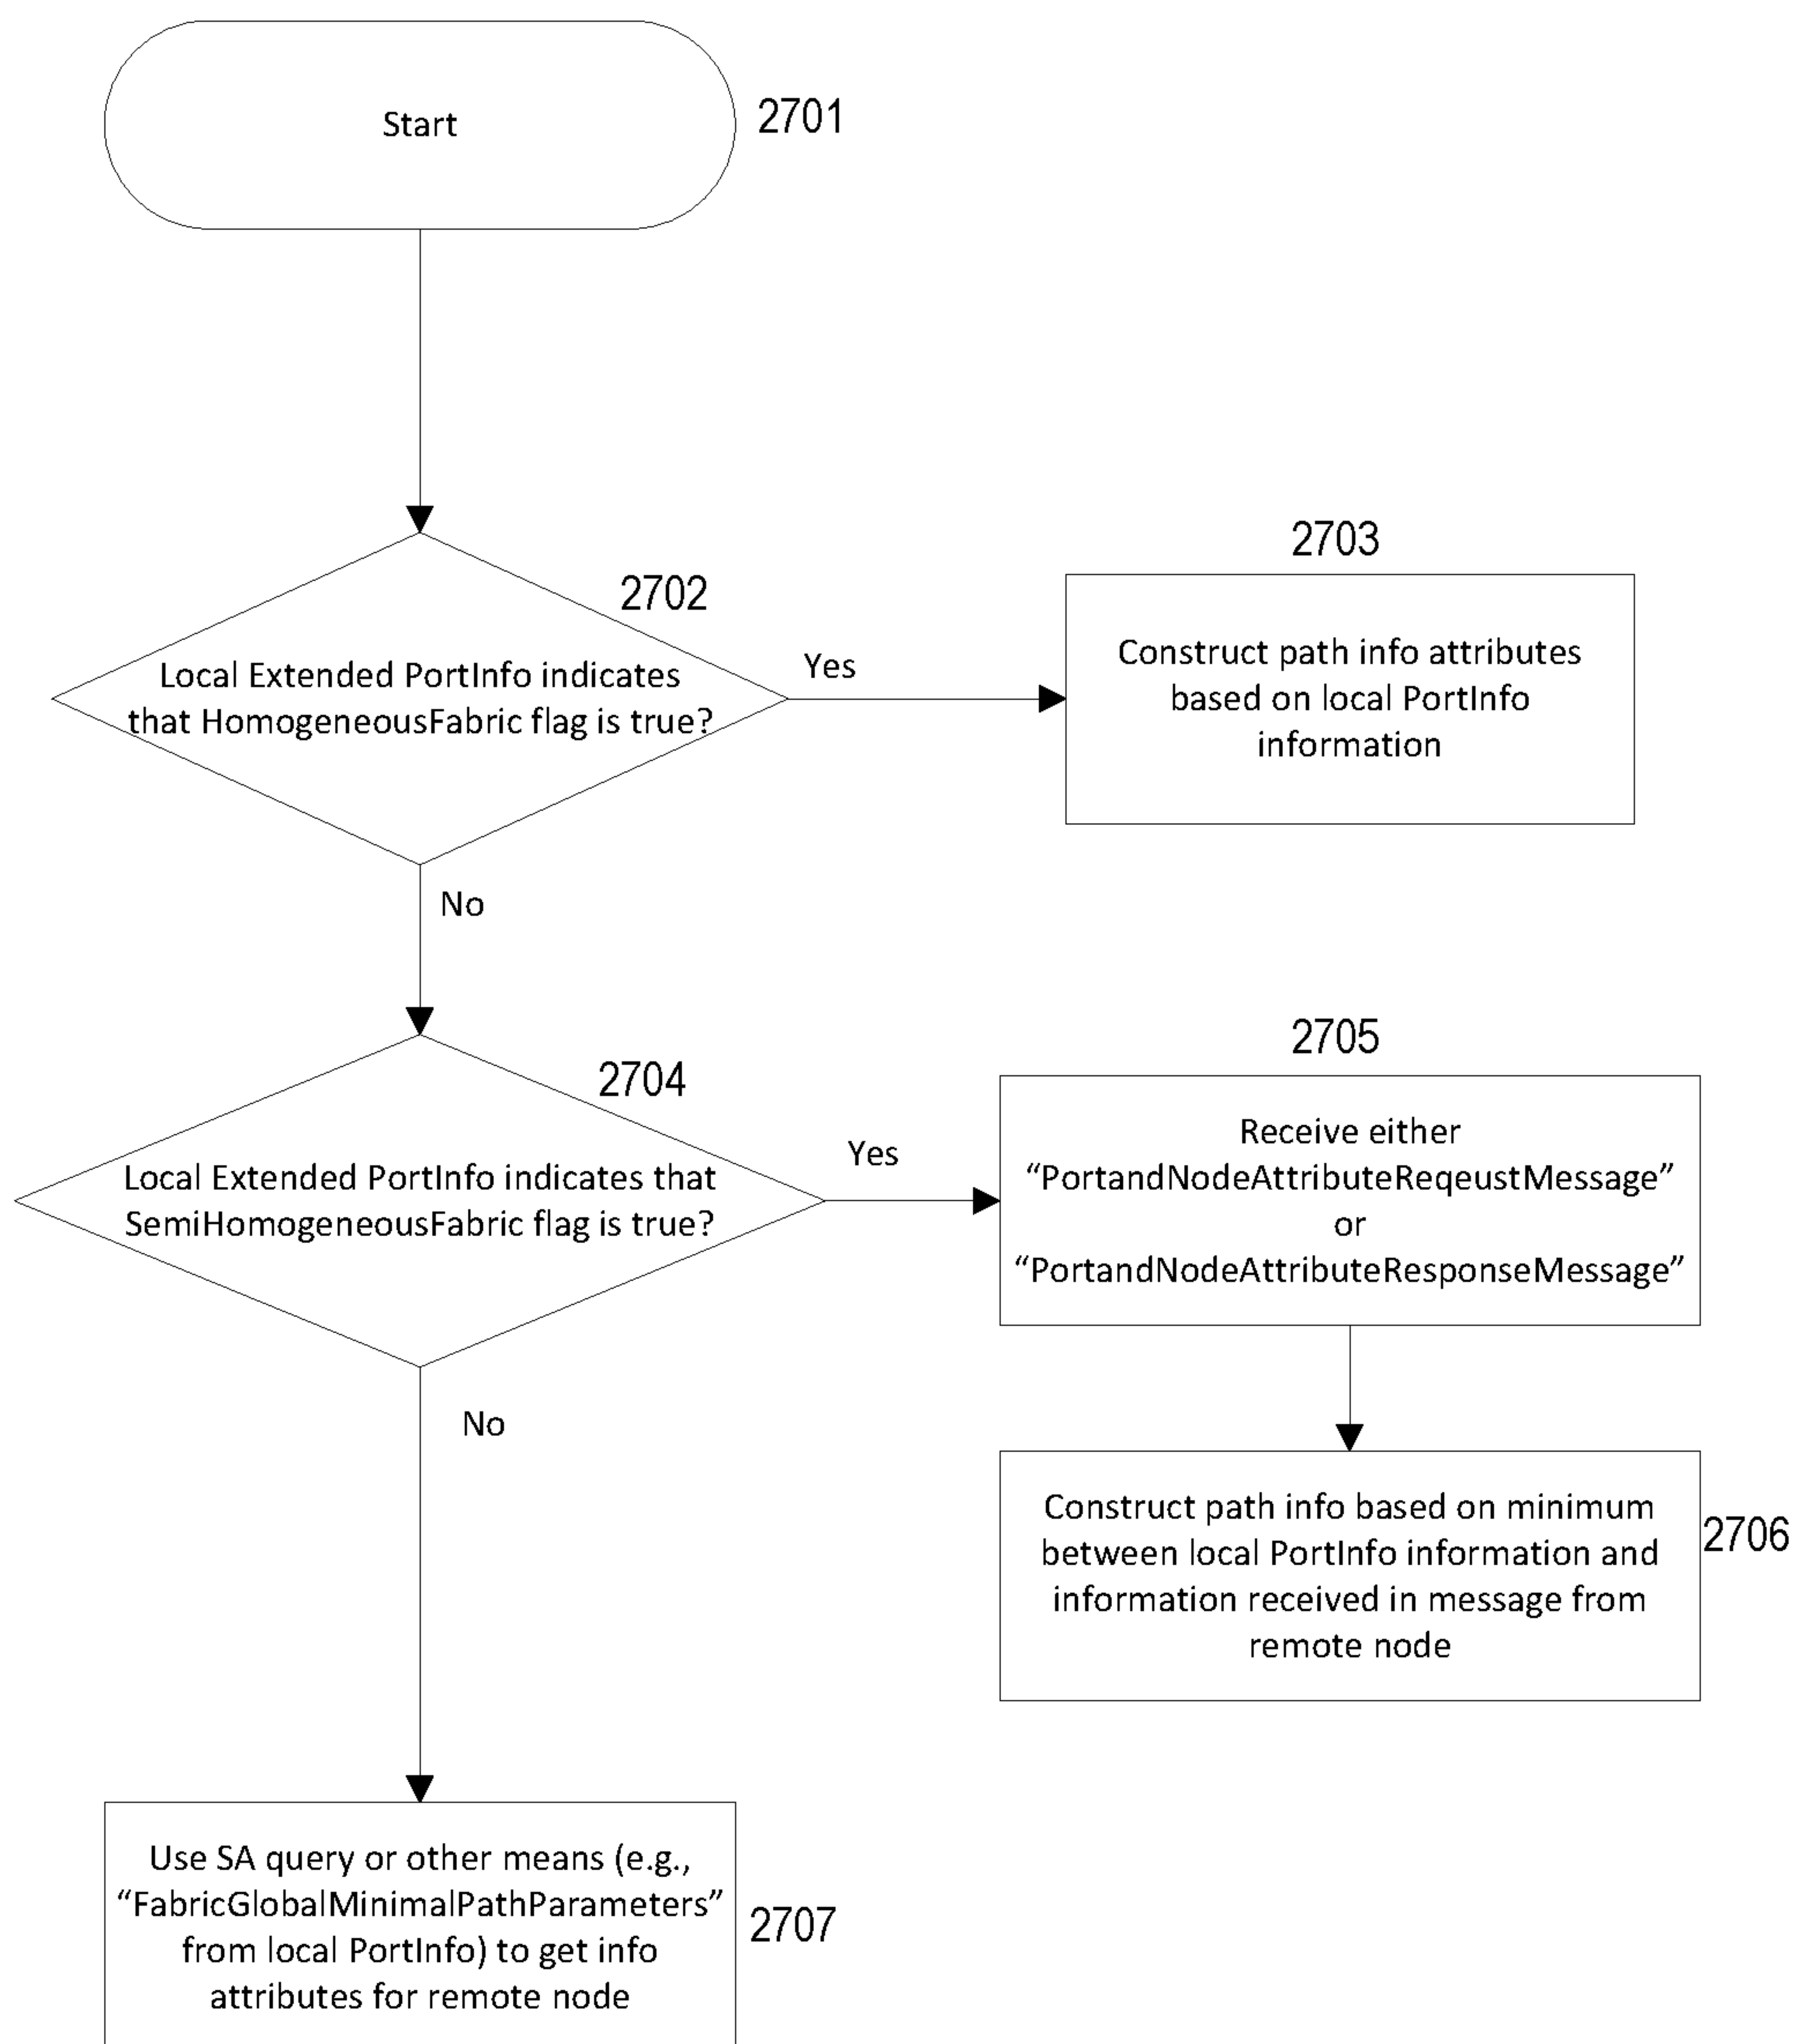 Start
2701
2702
Local Extended PortInfo indicates
that HomogeneousFabric flag is true?
Yes
2703
Construct path info attributes
based on local PortInfo
information
No
2704
Local Extended PortInfo indicates that
SemiHomogeneousFabric flag is true?
Yes
2705
Receive either
“PortandNodeAttributeReqeustMessage”
or
“PortandNodeAttributeResponseMessage”
Construct path info based on minimum
between local PortInfo information and
information received in message from
remote node
2706
No
Use SA query or other means (e.g.,
“FabricGlobalMinimalPathParameters”
from local PortInfo) to get info
attributes for remote node
2707